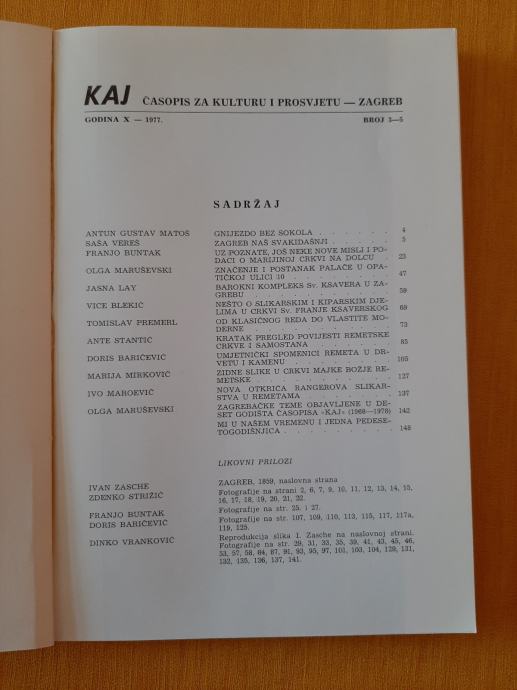 KAJ ČASOPIS ZA KULTURU I PROSVJETU — ZAGREB
GODINA X — 1977. BROJ 3—5
SADRŽAJ
ANTUN GUSTAV MATOŠ GNIJEZDO BEZ SOKOLA . . . . . . 4
SAŠA VEREŠ ZAGREB NAŠ SVAKIDAŠNJI . . . . . 5
FRANJO BUNTAK UZ POZNATE, JOŠ NEKE NOVE MISLI I PO-
DACI O MARIJINOJ CRKVI NA DOLCU . . 23
OLGA MARUŠEVSKI ZNAČENJE I POSTANAK PALAČE U OPA-
TIČKOJ ULICI 10 . . . . . . . . 47
JASNA LAY BAROKNI KOMPLEKS Sv. KSAVERA U ZA-
GREBU . . . . . . . . . . . 59
VICE BLEKIĆ NEŠTO O SLIKARSKIM I KIPARSKIM DJE-
LIMA U CRKVI Sv. FRANJE KSAVERSKOG 69
TOMISLAV PREMERL OD KLASIČNOG REDA DO VLASTITE MO-
DERNE . . . . . . . . . . . 73
ANTE STANTIĆ KRATAK PREGLED POVIJESTI REMETSKE
CRKVE I SAMOSTANA . . . . . . . 85
DORIS BARIČEVIĆ UMJETNIČKI SPOMENICI REMETA U DR-
VETU I KAMENU . . . . . . . . 105
MARIJA MIRKOVIĆ ZIDNE SLIKE U CRKVI MAJKE BOŽJE RE-
METSKE . . . . . . . . . . . 127
IVO MAROEVIĆ NOVA OTKRIĆA RANGEROVA SLIKAR-
STVA U REMETAMA . . . . . . . 137
OLGA MARUŠEVSKI ZAGREBAČKE TEME OBJAVLJENE U DE-
SET GODIŠTA ČASOPISA »KAJ« (1968—1978) 142
MI U NAŠEM VREMENU I JEDNA PEDESE-
TOGODIŠNJICA . . . . . . . . . 148
LIKOVNI PRILOZI
IVAN ZASCHE ZAGREB, 1859, naslovna strana
ZDENKO STRIŽIĆ Fotografije na strani 2, 6, 7, 9, 10, 11, 12, 13, 14, 15,
16, 17, 18, 19, 20, 21, 22.
FRANJO BUNTAK Fotografije na str. 25. i 27.
DORIS BARIČEVIĆ Fotografije na str. 107, 109, 110, 113, 115, 117, 117a,
119, 125.
DINKO VRANKOVIĆ Reprodukcija slika I. Zasche na naslovnoj strani.
Fotografije na str. 29, 31, 33, 35, 39, 41, 43, 45, 46,
53, 57, 58, 84, 87, 91, 93, 95, 97, 101, 103, 104, 129, 131,
132, 135, 136, 137, 141.